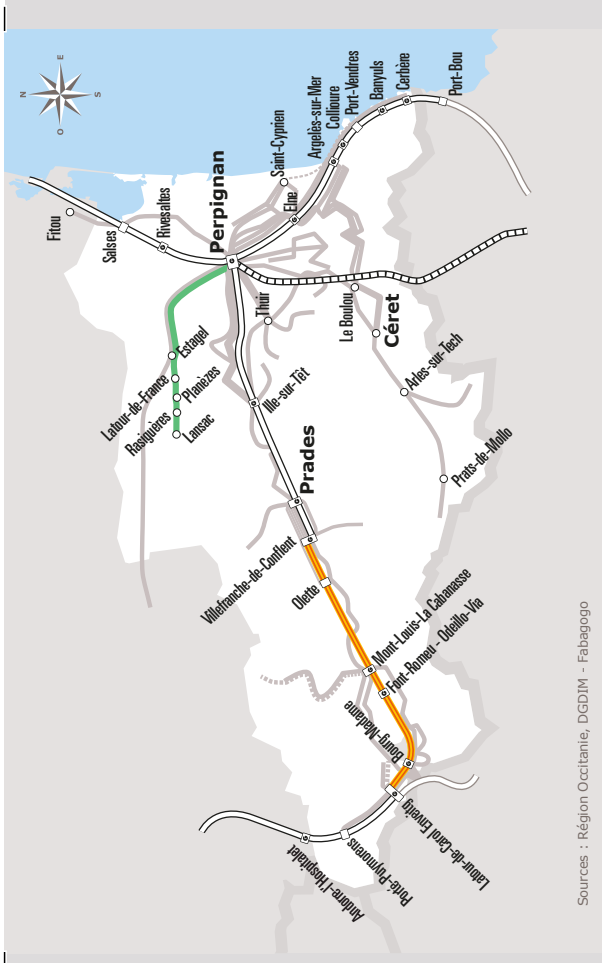 N
E
S
O
Fitou
Salses
Rivesaltes
Perpignan
Saint-Cyprien
Elne
Argelès-sur-Mer
Collioure
Port-Vendres
Banyuls
Cerbère
Port-Bou
Estagel
Latour-de-France
Planèzes
Rasiguères
Lansac
Thuir
Ille-sur-Têt
Le Boulou
Céret
Arles-sur-Tech
Prats-de-Mollo
Prades
Villefranche-de-Conflent
Olette
Mont-Louis-La Cabanasse
Font-Romeu - Odeillo-Via
Bourg-Madame
Latour-de-Carol Enveitg
Porté-Puymorens
Andorre-l'Hospitalet
Sources : Région Occitanie, DGDIM - Fabagogo